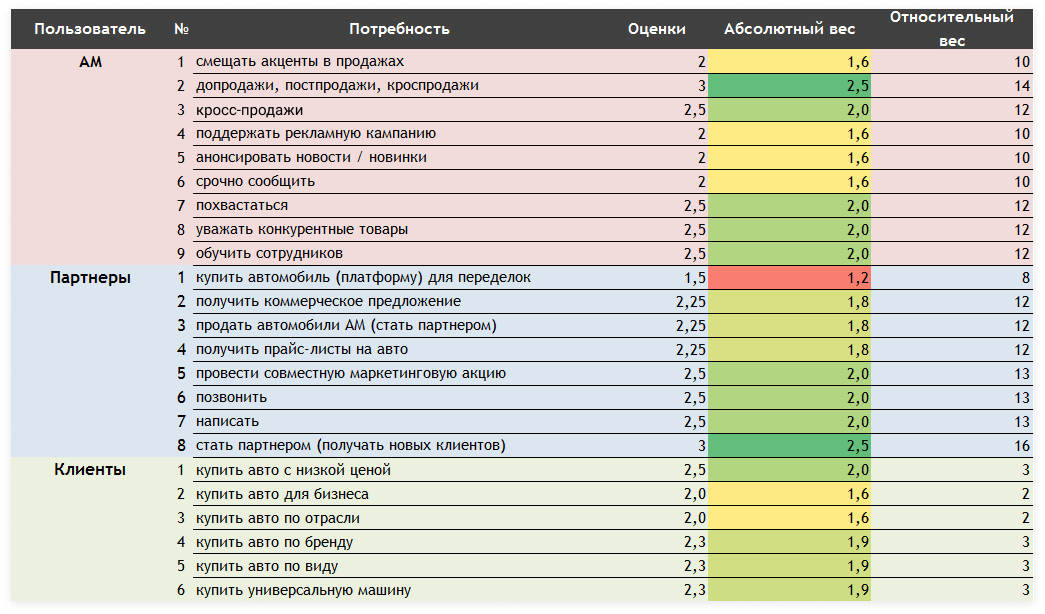 Пользователь № Потребность Оценки Абсолютный вес Относительный вес
АМ 1 смещать акценты в продажах 2 1,6 10
2 допродажи, постпродажи, кроспродажи 3 2,5 14
3 кросс-продажи 2,5 2,0 12
4 поддержать рекламную кампанию 2 1,6 10
5 анонсировать новости / новинки 2 1,6 10
6 срочно сообщить 2 1,6 10
7 похвастаться 2,5 2,0 12
8 уважать конкурентные товары 2,5 2,0 12
9 обучить сотрудников 2,5 2,0 12
Партнеры 1 купить автомобиль (платформу) для переделок 1,5 1,2 8
2 получить коммерческое предложение 2,25 1,8 12
3 продать автомобили АМ (стать партнером) 2,25 1,8 12
4 получить прайс-листы на авто 2,25 1,8 12
5 провести совместную маркетинговую акцию 2,5 2,0 13
6 позвонить 2,5 2,0 13
7 написать 2,5 2,0 13
8 стать партнером (получать новых клиентов) 3 2,5 16
Клиенты 1 купить авто с низкой ценой 2,5 2,0 3
2 купить авто для бизнеса 2,0 1,6 2
3 купить авто по отрасли 2,0 1,6 2
4 купить авто по бренду 2,3 1,9 3
5 купить авто по виду 2,3 1,9 3
6 купить универсальную машину 2,3 1,9 3